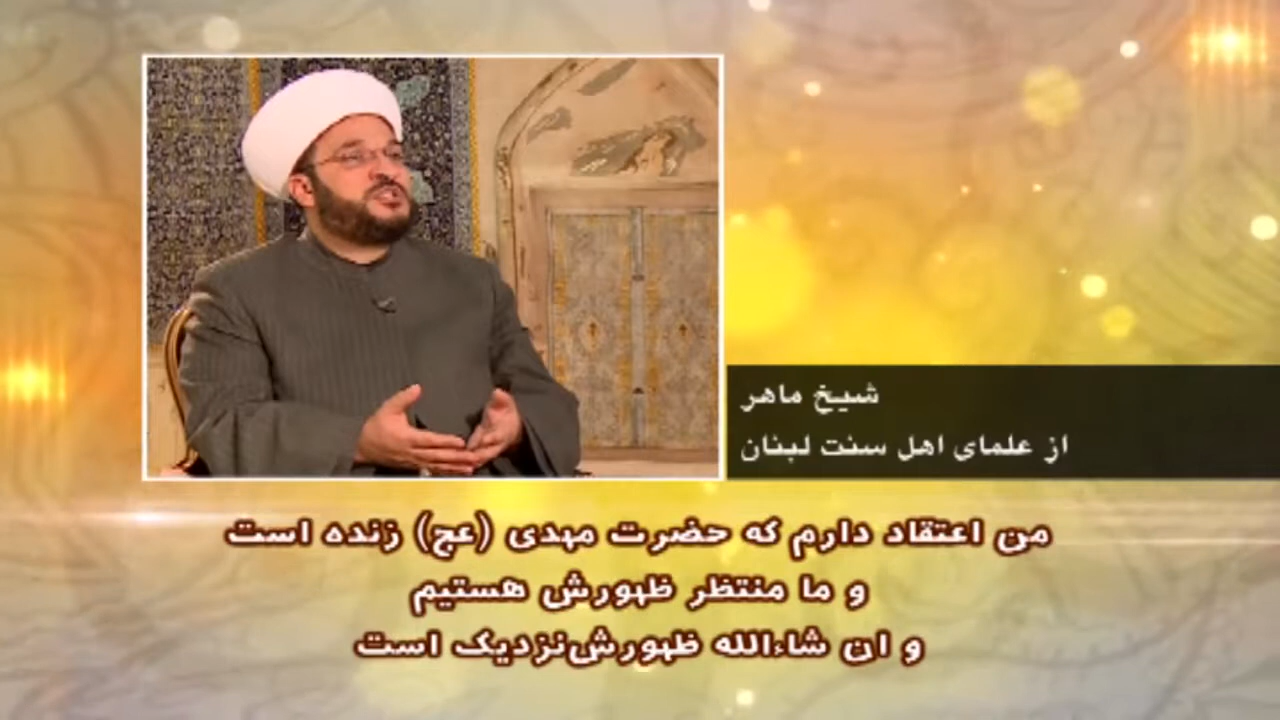 شیخ ماهر
از علمای اهل سنت لبنان
من اعتقاد دارم که حضرت مهدی (عج) زنده است
و ما منتظر ظهورش هستیم
و ان شاءالله ظهورش‌نزدیک است